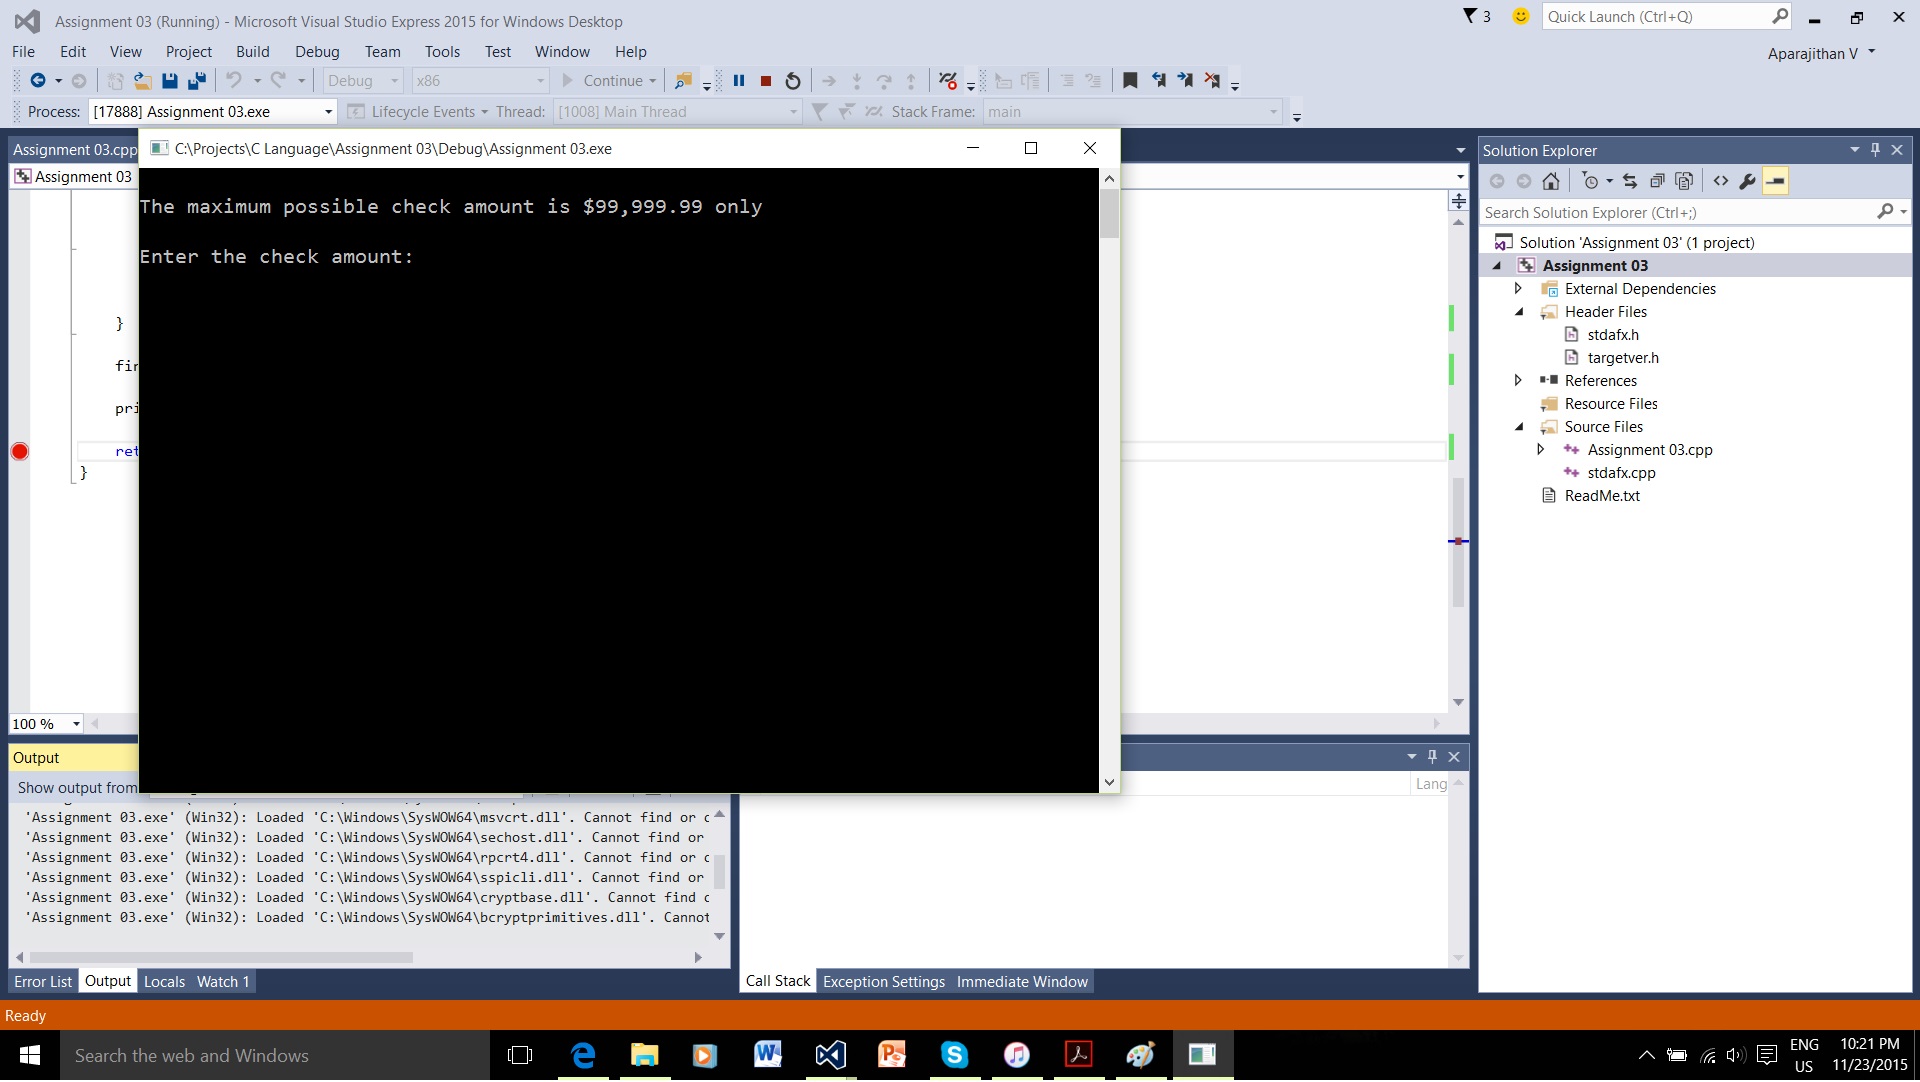 Assignment 03 (Running) - Microsoft Visual Studio Express 2015 for Windows Desktop
3
Quick Launch (Ctrl+Q)
File Edit View Project Build Debug Team Tools Test Window Help
Aparajithan V
Debug x86 Continue
Process: [17888] Assignment 03.exe Lifecycle Events Thread: [1008] Main Thread Stack Frame: main
Assignment 03.cpp
C:\Projects\C Language\Assignment 03\Debug\Assignment 03.exe
Assignment 03
The maximum possible check amount is $99,999.99 only
Enter the check amount:
}
fir
pri
ret
}
100 %
Solution Explorer
Search Solution Explorer (Ctrl+;)
Solution 'Assignment 03' (1 project)
Assignment 03
External Dependencies
Header Files
stdafx.h
targetver.h
References
Resource Files
Source Files
Assignment 03.cpp
stdafx.cpp
ReadMe.txt
Output
Show output from
'Assignment 03.exe' (Win32): Loaded 'C:\Windows\SysWOW64\msvcrt.dll'. Cannot find or
'Assignment 03.exe' (Win32): Loaded 'C:\Windows\SysWOW64\sechost.dll'. Cannot find or
'Assignment 03.exe' (Win32): Loaded 'C:\Windows\SysWOW64\rpcrt4.dll'. Cannot find or
'Assignment 03.exe' (Win32): Loaded 'C:\Windows\SysWOW64\sspicli.dll'. Cannot find or
'Assignment 03.exe' (Win32): Loaded 'C:\Windows\SysWOW64\cryptbase.dll'. Cannot find
'Assignment 03.exe' (Win32): Loaded 'C:\Windows\SysWOW64\bcryptprimitives.dll'. Cannot
Error List Output Locals Watch 1
Lang
Call Stack Exception Settings Immediate Window
Ready
Search the web and Windows
ENG
US
10:21 PM
11/23/2015